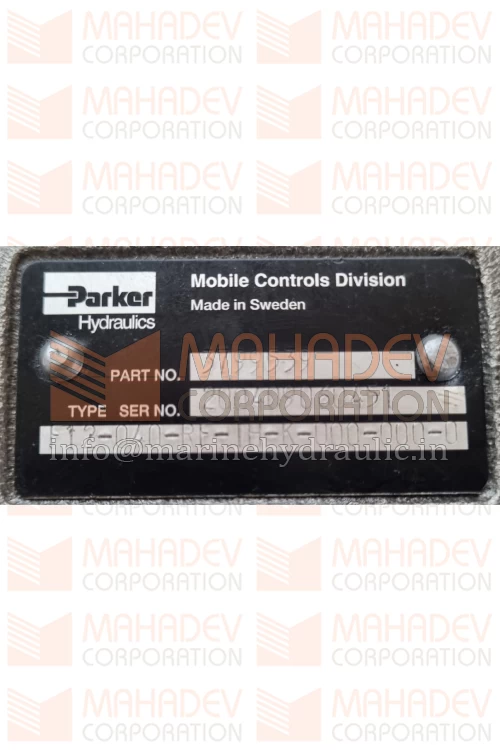 MAHADEV MAHADEV
CORPORATION CORPORATION
MAHADEV MAHADEV
CORPORATION CORPORATION
MAHADEV MAHADEV
CORPORATION CORPORATION
Parker
Hydraulics
Mobile Controls Division
Made in Sweden
MAHADEV
CORPORATION
PART NO.
TYPE SER NO.
info@marinehydraulic.in
MAHADEV MAHADEV
CORPORATION CORPORATION
MAHADEV MAHADEV
CORPORATION CORPORATION
MAHADEV MAHADEV
CORPORATION CORPORATION